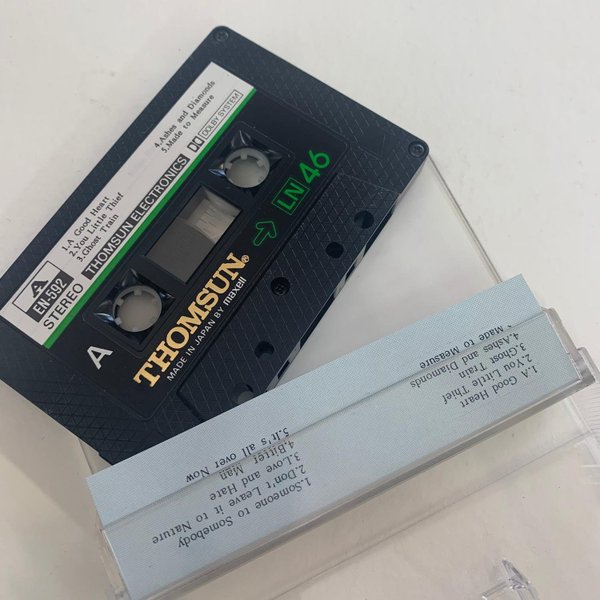 1.A Good Heart
2.You Little Thief
3.Ghost Train
4.Ashes and Diamonds
5.Made to Measure
DOLBY SYSTEM
EN-592
STEREO
THOMSUN ELECTRONICS
A
LN 46
THOMSUN®
MADE IN JAPAN BY maxell
1.A Good Heart
2.You Little Thief
3.Ghost Train
4.Ashes and Diamonds
Made to Measure
1.Someone to Somebody
2.Don't Leave it to Nature
3.Love and Hate
4.Bitter Man
5.It's all over Now